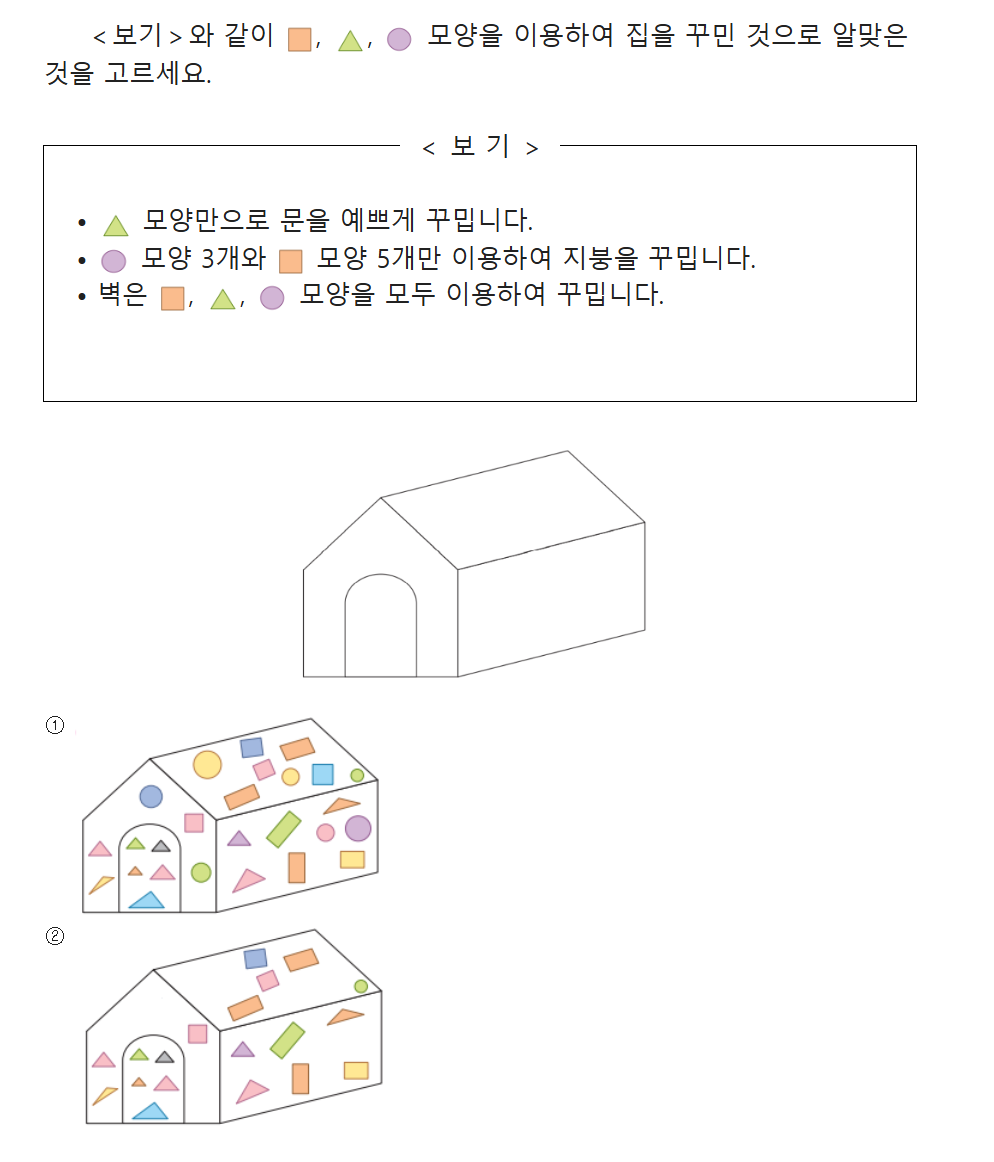 <보기>와 같이 , , 모양을 이용하여 집을 꾸민 것으로 알맞은
것을 고르세요.
< 보 기 >
• 모양만으로 문을 예쁘게 꾸밉니다.
• 모양 3개와 모양 5개만 이용하여 지붕을 꾸밉니다.
• 벽은 , , 모양을 모두 이용하여 꾸밉니다.
①
②